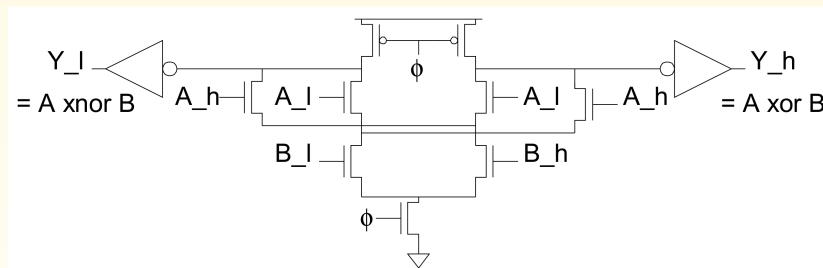 Y_l
Y_h
ϕ
= A xnor B
A_h
A_l
A_l
A_h
= A xor B
B_l
B_h
ϕ